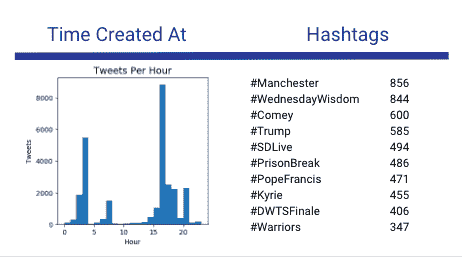 Time Created At
Hashtags
Tweets Per Hour
8000
6000
4000
2000
0
Tweets
0 5 10 15 20
Hour
#Manchester 856
#WednesdayWisdom 844
#Comey 600
#Trump 585
#SDLive 494
#PrisonBreak 486
#PopeFrancis 471
#Kyrie 455
#DWTSFinale 406
#Warriors 347